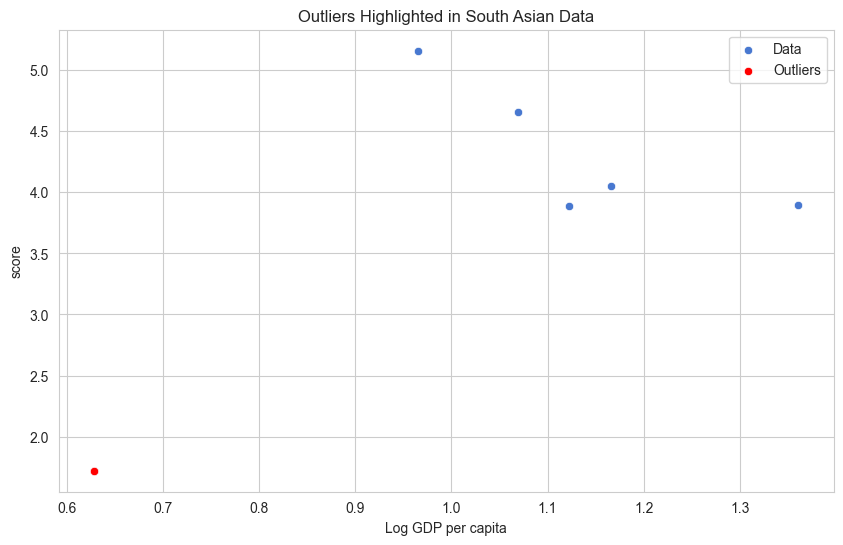 Outliers Highlighted in South Asian Data
Data
Outliers
5.0
4.5
4.0
3.5
3.0
2.5
2.0
score
0.6 0.7 0.8 0.9 1.0 1.1 1.2 1.3
Log GDP per capita